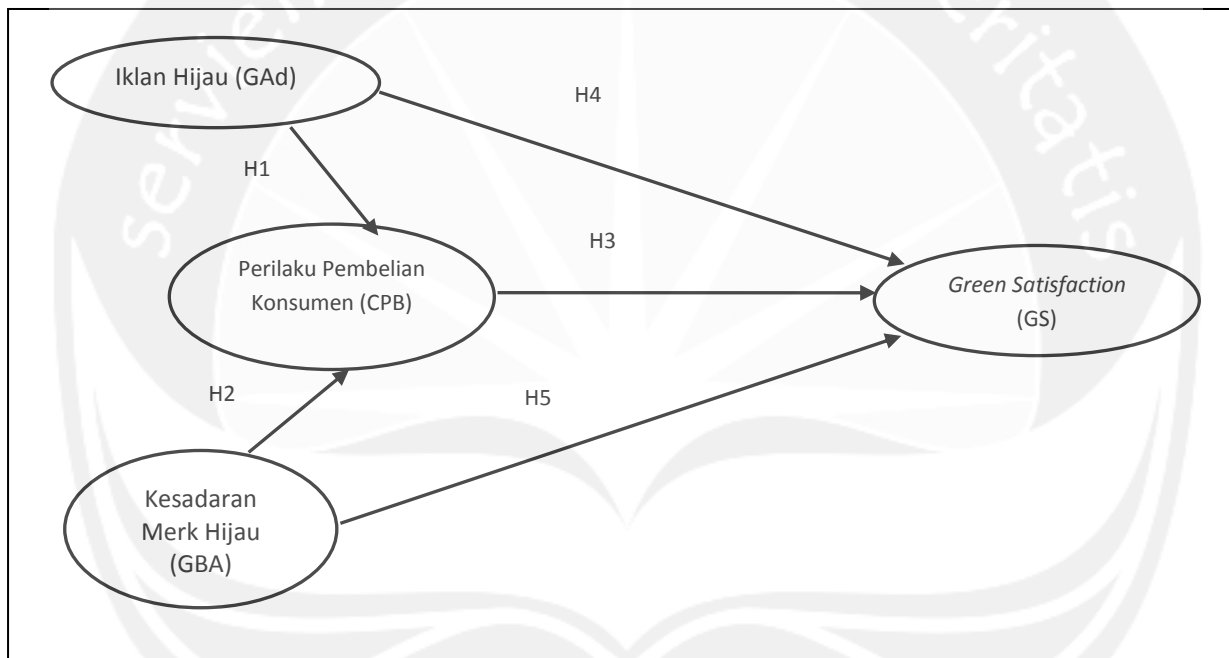 Iklan Hijau (GAd)
H4
H1
H3
Perilaku Pembelian
Konsumen (CPB)
Green Satisfaction
(GS)
H2
H5
Kesadaran
Merk Hijau
(GBA)